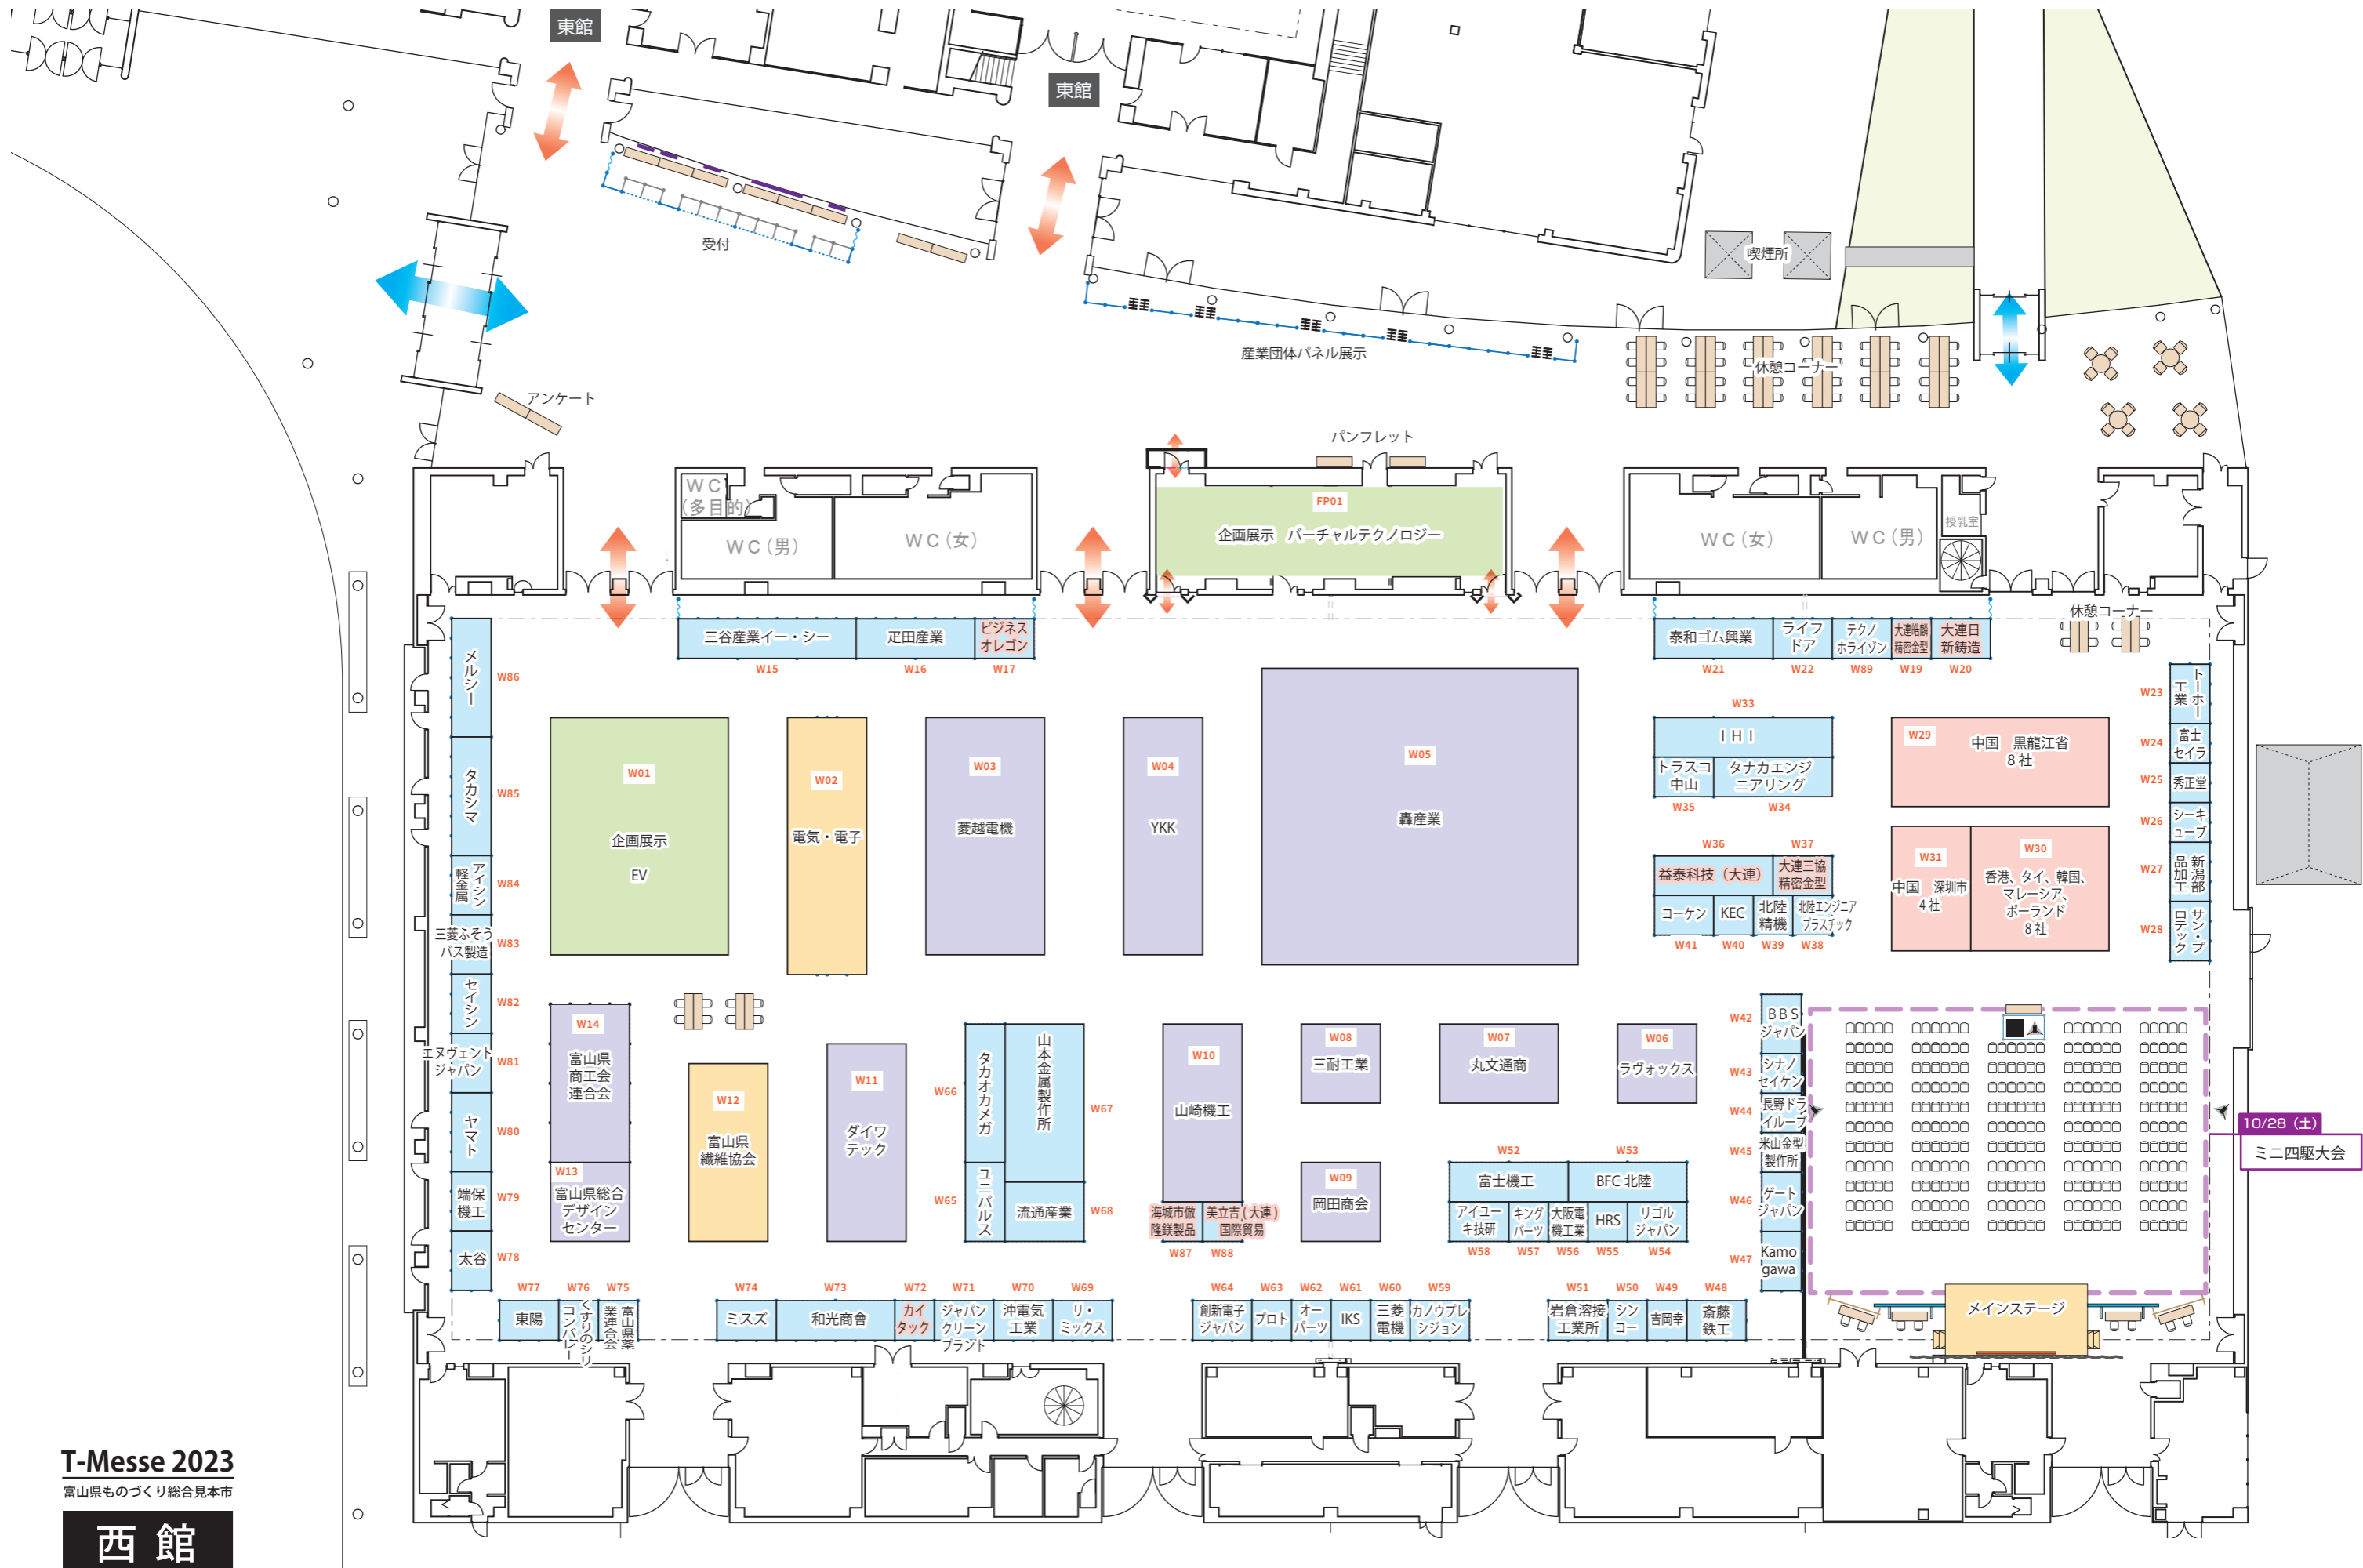 東館
東館
受付
喫煙所
産業団体パネル展示
休憩コーナー
アンケート
パンフレット
WC
(多目的)
WC(男)
WC(女)
FP01
企画展示 バーチャルテクノロジー
WC(女)
WC(男)
授乳室
休憩コーナー
三谷産業イー・シー
W15
疋田産業
W16
ビジネス
オレゴン
W17
泰和ゴム興業
W21
ライフ
ドア
W22
テクノ
ホライゾン
W89
大連皓麟
精密金型
W19
大連日
新鋳造
W20
メルシー
W86
タカシマ
W85
アイシン
軽金属
W84
三菱ふそう
バス製造
W83
セイシン
W82
エヌヴェント
ジャパン
W81
ヤマト
W80
端保
機工
W79
太谷
W78
W01
企画展示
EV
W02
電気・電子
W03
菱越電機
W04
YKK
W05
轟産業
W33
IHI
トラスコ
中山
W35
タナカエンジ
ニアリング
W34
W36
益泰科技(大連)
W37
大連三協
精密金型
コーケン
W41
KEC
W40
北陸
精機
W39
北陸エンジニア
プラスチック
W38
W29
中国 黒龍江省
8社
W31
中国 深圳市
4社
W30
香港、タイ、韓国、
マレーシア、
ポーランド
8社
W23
トーホー
工業
W24
富士
セイラ
W25
秀正堂
W26
シーキ
ューブ
W27
新潟部
品加工
W28
サン・プ
ロテック
W14
富山県
商工会
連合会
W13
富山県総合
デザイン
センター
W12
富山県
繊維協会
W11
ダイワ
テック
W66
タカオカメガ
W65
ユニパルス
山本金属製作所
W67
流通産業
W68
W10
山崎機工
海城市倣
隆鎂製品
W87
美立吉(大連)
国際貿易
W88
W08
三耐工業
W09
岡田商会
W07
丸文通商
W06
ラヴォックス
W52
富士機工
W53
BFC 北陸
アイユー
キ技研
W58
キング
パーツ
W57
大阪電
機工業
W56
HRS
W55
リゴル
ジャパン
W54
W42
BBS
ジャパン
W43
シナノ
セイケン
W44
長野ドラ
イルーブ
W45
米山金型
製作所
W46
ゲート
ジャパン
W47
Kamo
gawa
10/28(土)
ミニ四駆大会
メインステージ
W77
東陽
W76
くすりのシリ
コンバレー
W75
富山県薬
業連合会
W74
ミスズ
W73
和光商會
W72
カイ
タック
W71
ジャパン
クリーン
プラント
W70
沖電気
工業
W69
リ・
ミックス
W64
創新電子
ジャパン
W63
プロト
W62
オー
パーツ
W61
IKS
W60
三菱
電機
W59
カノウプレ
シジョン
W51
岩倉溶接
工業所
W50
シン
コー
W49
吉岡幸
W48
斎藤
鉄工
T-Messe 2023
富山県ものづくり総合見本市
西館